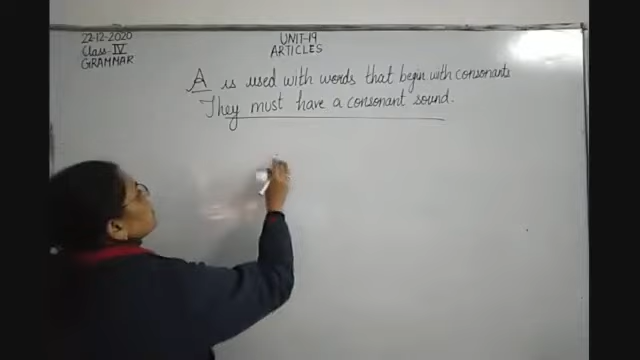 22-12-2020
Class-IV
GRAMMAR
UNIT-19
ARTICLES
A is used with words that begin with consonants
They must have a consonant sound.